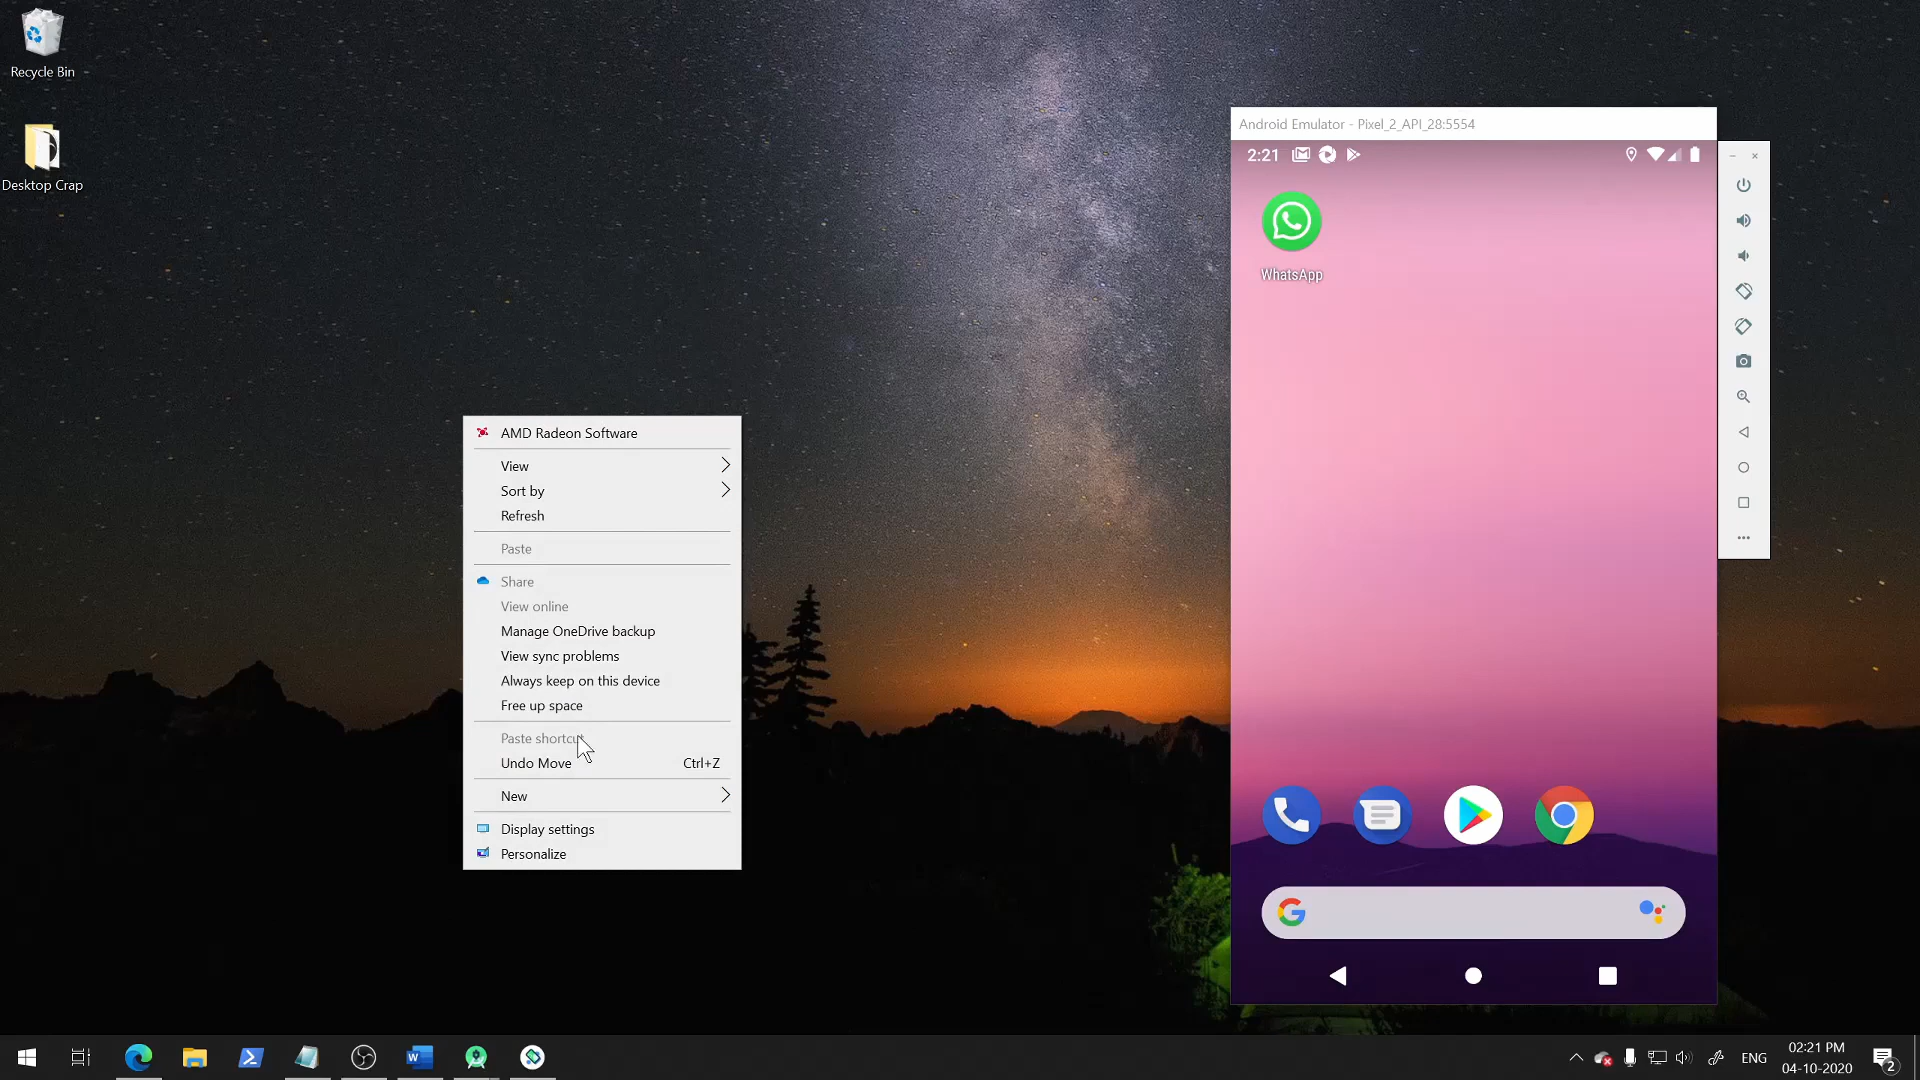 Recycle Bin
Desktop Crap
AMD Radeon Software
View
Sort by
Refresh
Paste
Share
View online
Manage OneDrive backup
View sync problems
Always keep on this device
Free up space
Paste shortcut
Undo Move Ctrl+Z
New
Display settings
Personalize
Android Emulator - Pixel_2_API_28:5554
2:21
WhatsApp
ENG
02:21 PM
04-10-2020
2